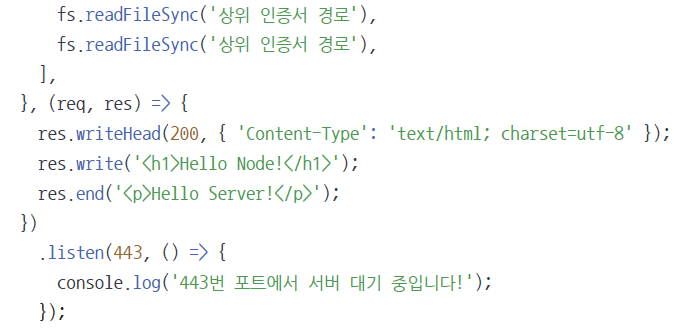 fs.readFileSync('상위 인증서 경로'),
fs.readFileSync('상위 인증서 경로'),
],
}, (req, res) => {
res.writeHead(200, { 'Content-Type': 'text/html; charset=utf-8' });
res.write('<h1>Hello Node!</h1>');
res.end('<p>Hello Server!</p>');
})
.listen(443, () => {
console.log('443번 포트에서 서버 대기 중입니다!');
});